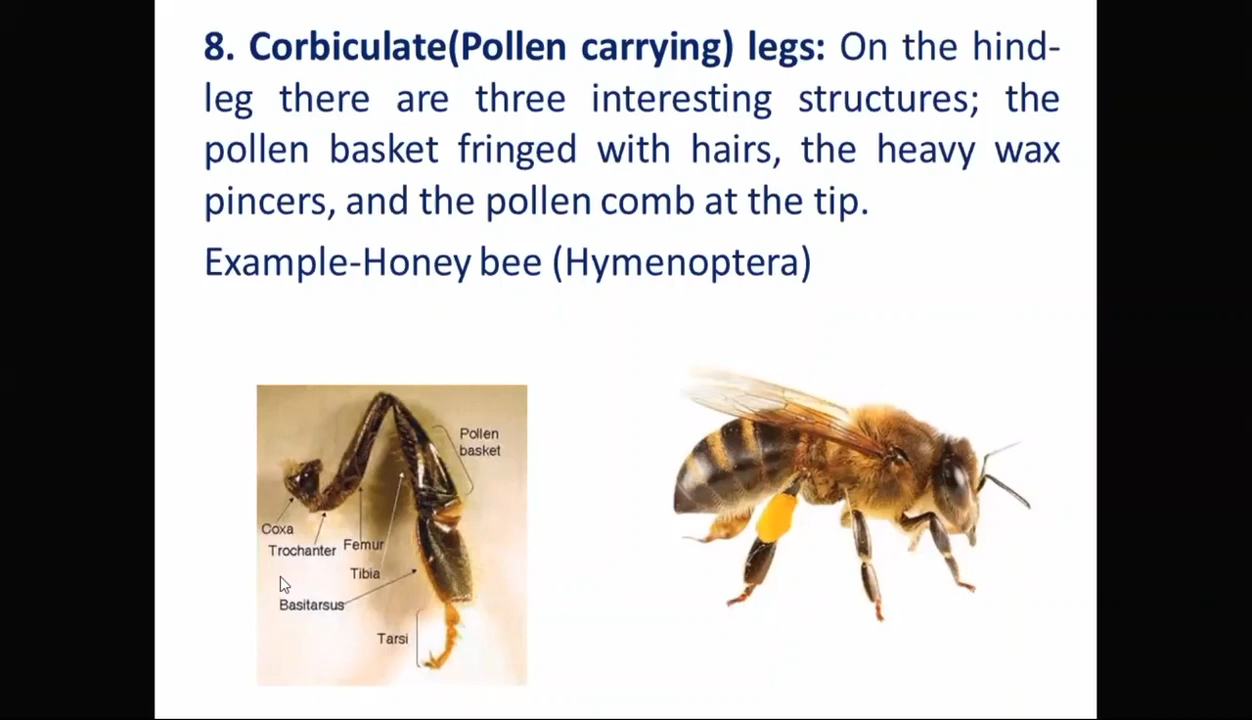 8. Corbiculate(Pollen carrying) legs: On the hind-
leg there are three interesting structures; the
pollen basket fringed with hairs, the heavy wax
pincers, and the pollen comb at the tip.
Example-Honey bee (Hymenoptera)
Pollen
basket
Coxa
Trochanter
Femur
Tibia
Basitarsus
Tarsi